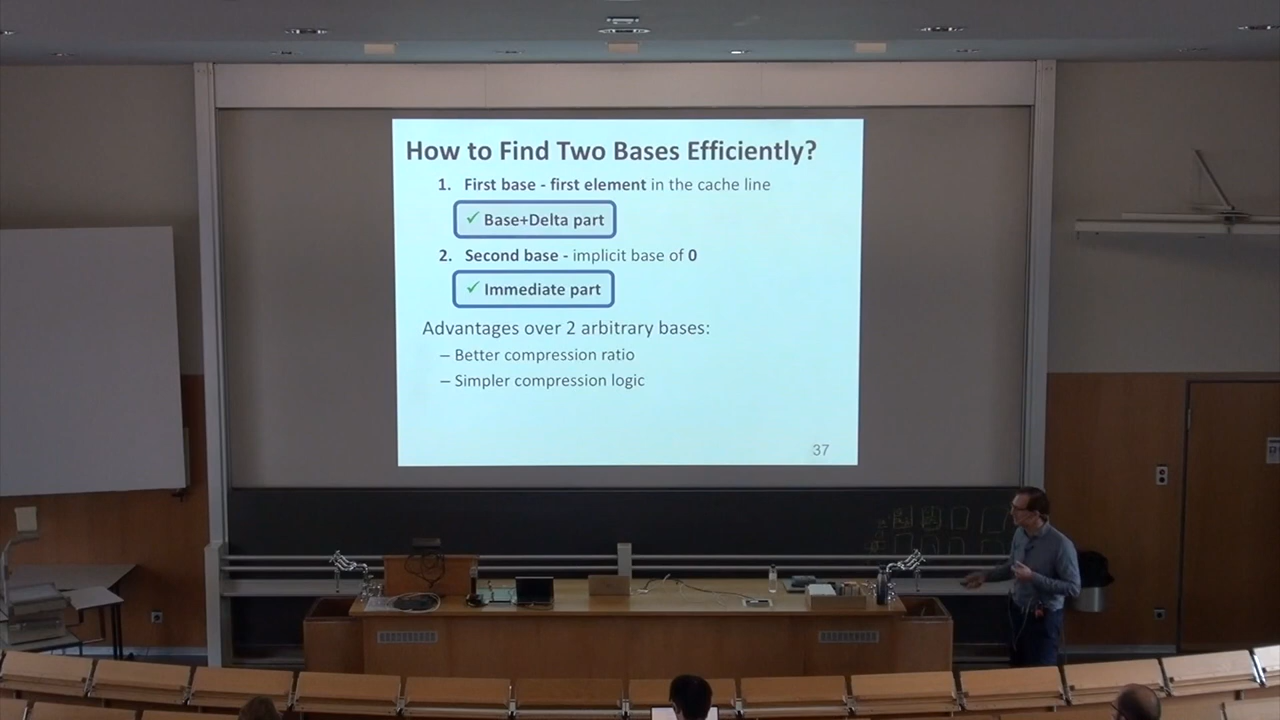 How to Find Two Bases Efficiently?
1. First base - first element in the cache line
✓ Base+Delta part
2. Second base - implicit base of 0
✓ Immediate part
Advantages over 2 arbitrary bases:
– Better compression ratio
– Simpler compression logic
37